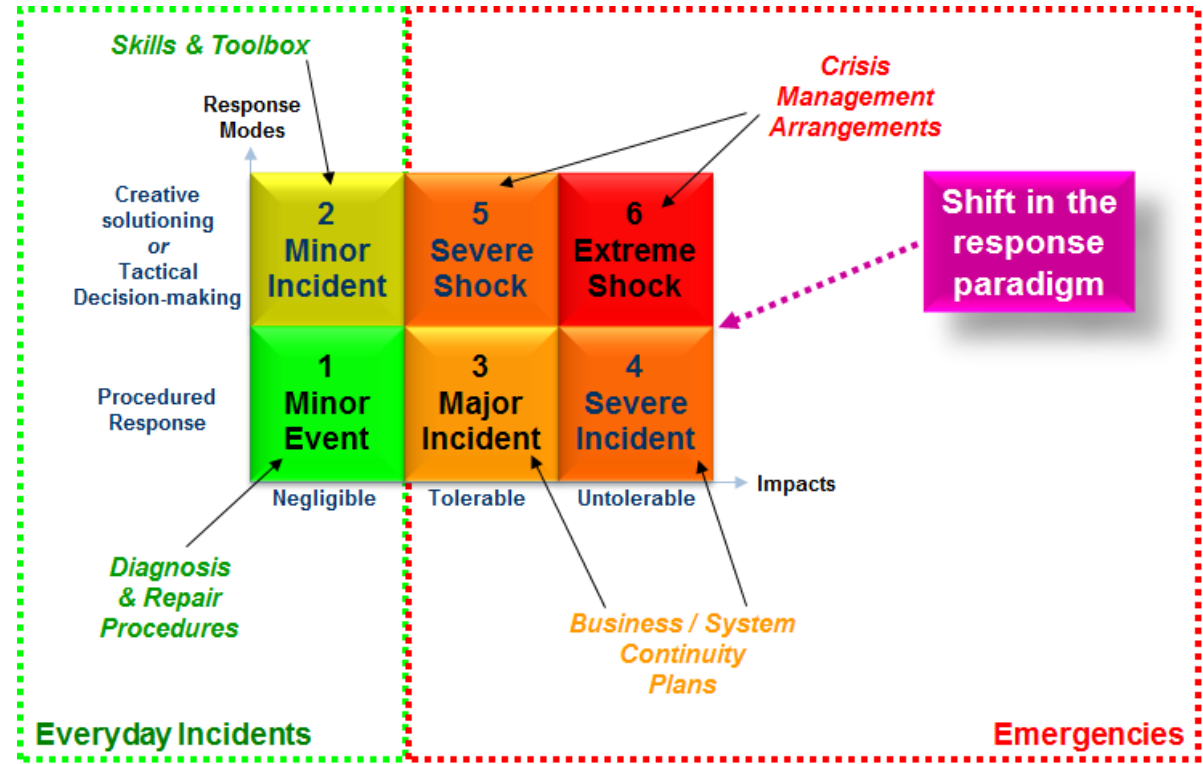 Skills & Toolbox
Crisis
Management
Arrangements
Response
Modes
Creative
solutioning
or
Tactical
Decision-making
2
Minor
Incident
5
Severe
Shock
6
Extreme
Shock
Shift in the
response
paradigm
Procedured
Response
1
Minor
Event
3
Major
Incident
4
Severe
Incident
Negligible
Tolerable
Untolerable
Impacts
Diagnosis
& Repair
Procedures
Business / System
Continuity
Plans
Everyday Incidents
Emergencies